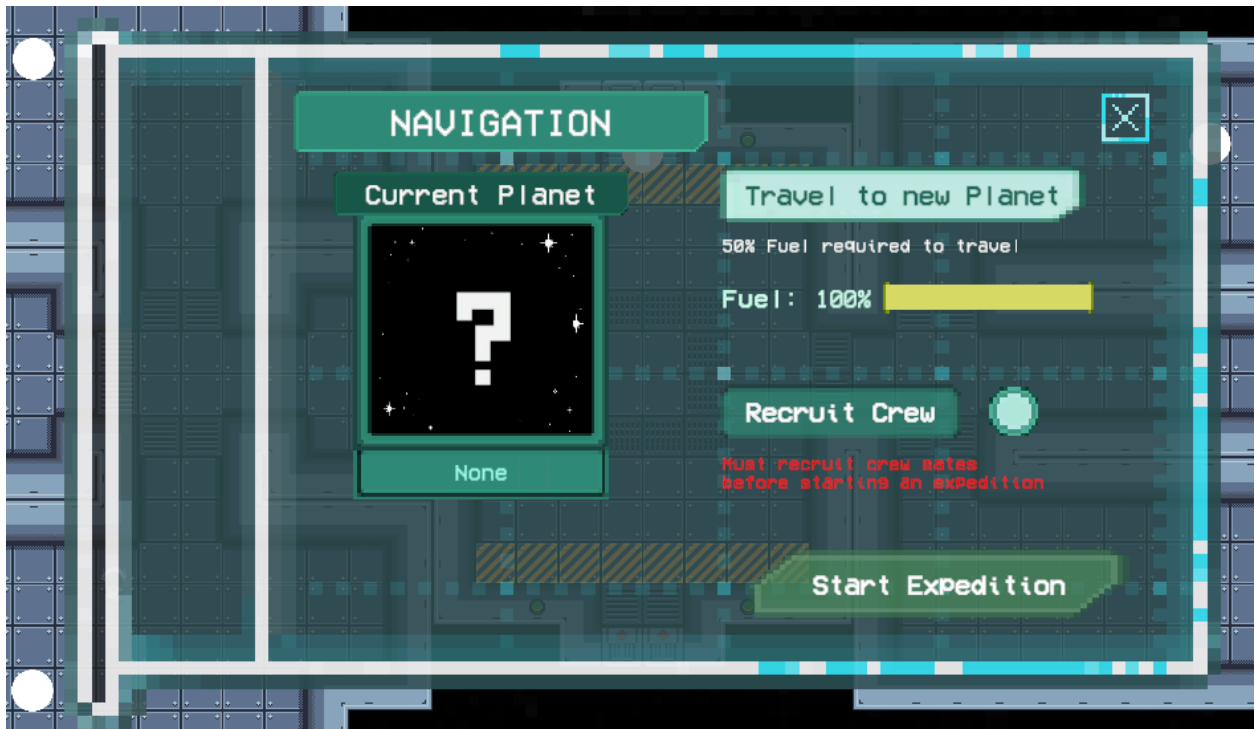 NAVIGATION
Current Planet
?
None
Travel to new Planet
50% Fuel required to travel
Fuel: 100%
Recruit Crew
Must recruit crew mates
before starting an expedition
Start Expedition